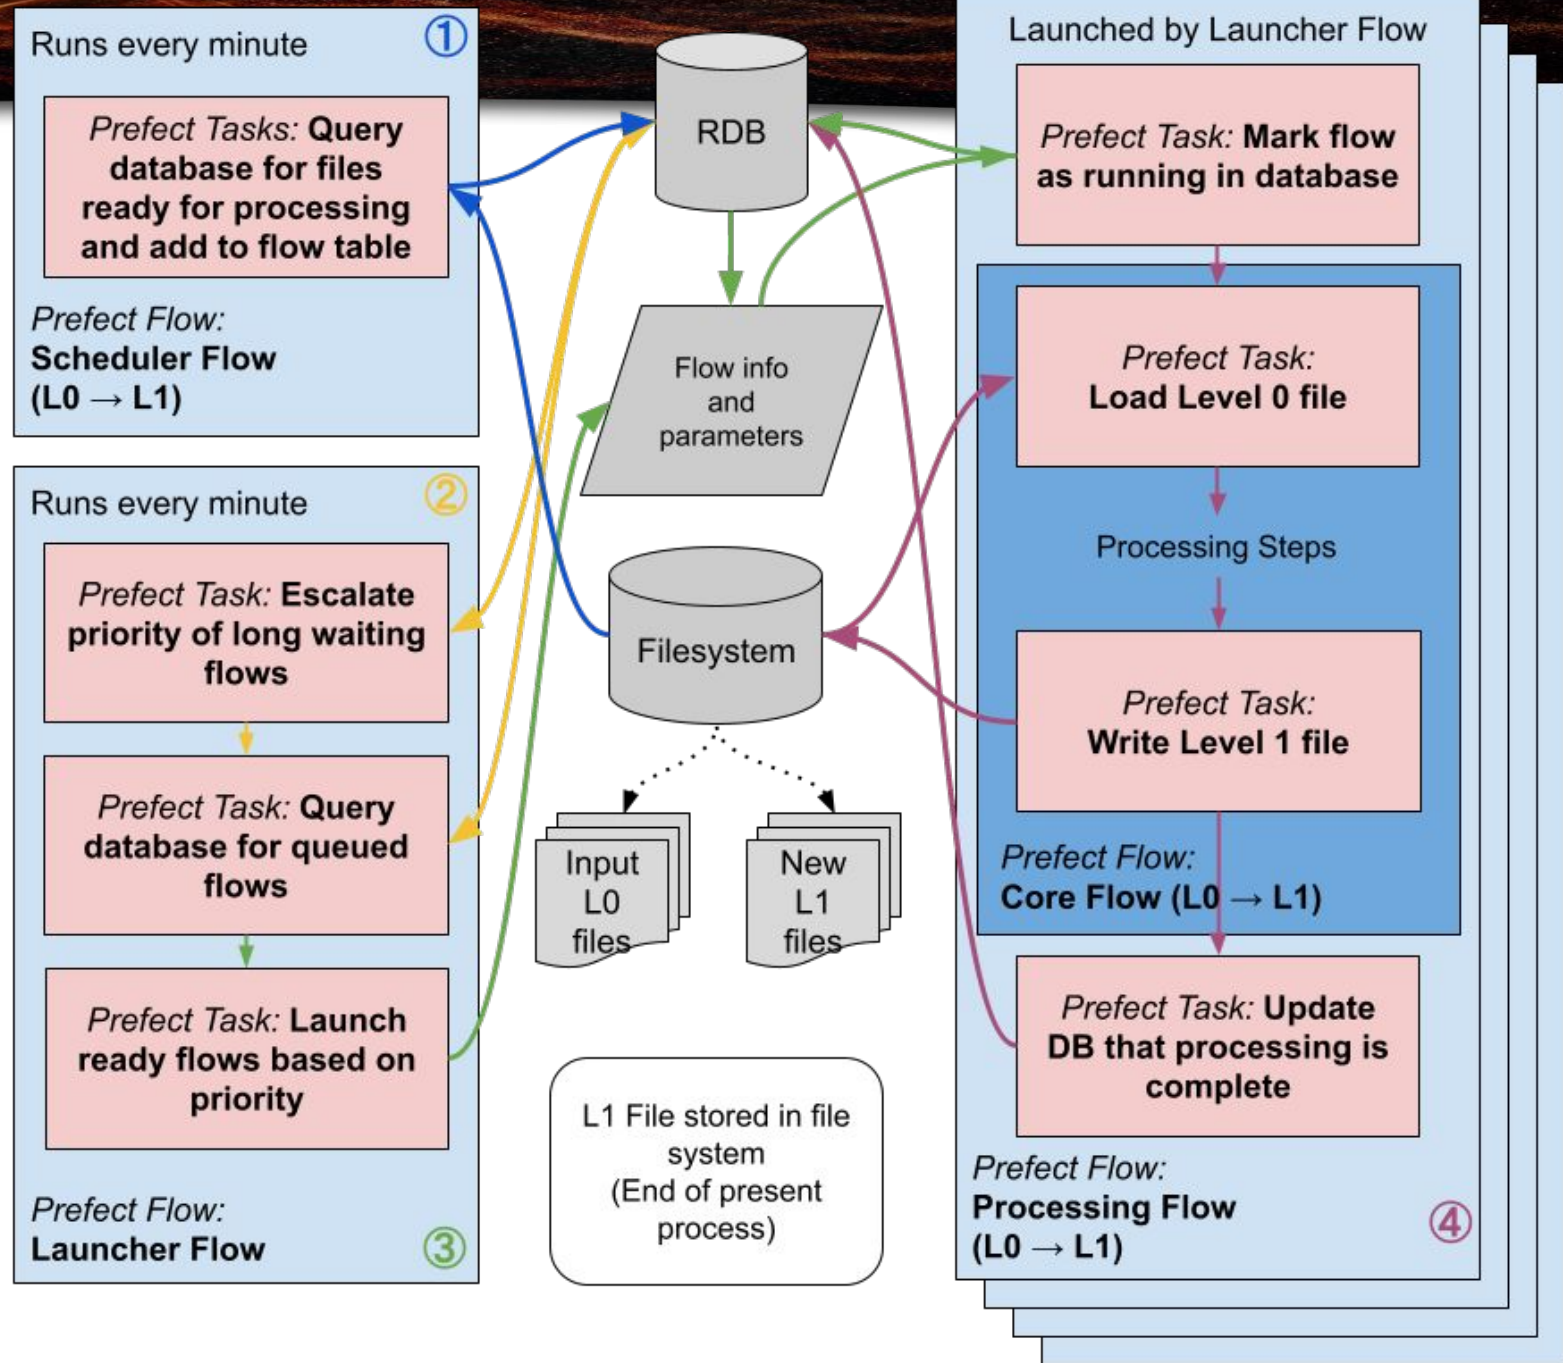 Runs every minute
①
Prefect Tasks: Query
database for files
ready for processing
and add to flow table
Prefect Flow:
Scheduler Flow
(L0 → L1)
Runs every minute
②
Prefect Task: Escalate
priority of long waiting
flows
Prefect Task: Query
database for queued
flows
Prefect Task: Launch
ready flows based on
priority
Prefect Flow:
Launcher Flow
③
RDB
Flow info
and
parameters
Filesystem
Input
L0
files
New
L1
files
L1 File stored in file
system
(End of present
process)
Launched by Launcher Flow
Prefect Task: Mark flow
as running in database
Prefect Task:
Load Level 0 file
Processing Steps
Prefect Task:
Write Level 1 file
Prefect Flow:
Core Flow (L0 → L1)
Prefect Task: Update
DB that processing is
complete
Prefect Flow:
Processing Flow
(L0 → L1)
④